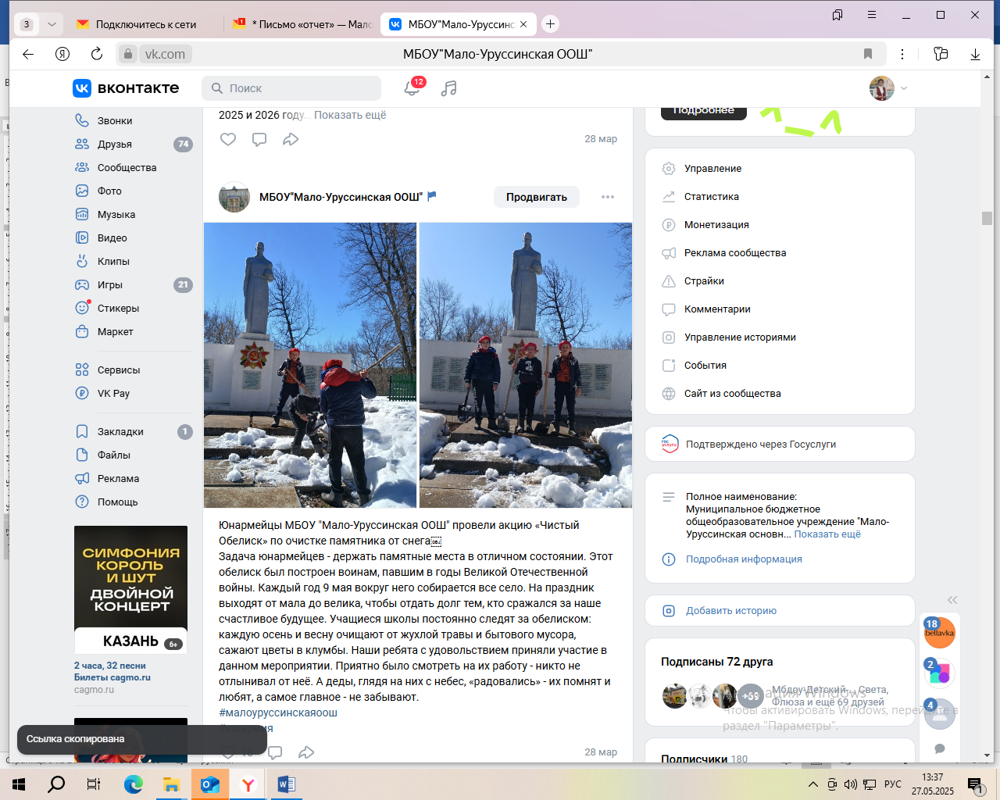 3
Подключитесь к сети
1
* Письмо «отчет» — Мало
МБОУ"Мало-Уруссинс
vk.com
МБОУ"Мало-Уруссинская ООШ"
вконтакте
Поиск
12
Звонки
Друзья
74
Сообщества
Фото
Музыка
Видео
Клипы
Игры
21
Стикеры
Маркет
Сервисы
VK Pay
Закладки
1
Файлы
Реклама
Помощь
СИМФОНИЯ
КОРОЛЬ
И ШУТ
ДВОЙНОЙ
КОНЦЕРТ
КАЗАНЬ
6+
2 часа, 32 песни
Билеты cagmo.ru
cagmo.ru
Ссылка скопирована
2025 и 2026 году... Показать ещё
28 мар
МБОУ"Мало-Уруссинская ООШ"
Продвигать
Юнармейцы МБОУ "Мало-Уруссинская ООШ" провели акцию «Чистый
Обелиск» по очистке памятника от снега
Задача юнармейцев - держать памятные места в отличном состоянии. Этот
обелиск был построен воинам, павшим в годы Великой Отечественной
войны. Каждый год 9 мая вокруг него собирается все село. На праздник
выходят от мала до велика, чтобы отдать долг тем, кто сражался за наше
счастливое будущее. Учащиеся школы постоянно следят за обелиском:
каждую осень и весну очищают от жухлой травы и бытового мусора,
сажают цветы в клумбы. Наши ребята с удовольствием приняли участие в
данном мероприятии. Приятно было смотреть на их работу - никто не
отлынивал от неё. А деды, глядя на них с небес, «радовались» - их помнят и
любят, а самое главное - не забывают.
#малоуруссинскаяоош
28 мар
Подробнее
Управление
Статистика
Монетизация
Реклама сообщества
Страйки
Комментарии
Управление историями
События
Сайт из сообщества
гос
услуги
Подтверждено через Госуслуги
Полное наименование:
Муниципальное бюджетное
общеобразовательное учреждение "Мало-
Уруссинская основн... Показать ещё
Подробная информация
Добавить историю
Подписаны 72 друга
+69
Мбдоу-Детский-.., Света,
Флюза и ещё 69 друзей
Windows
Чтобы активировать Windows, перейдите в
раздел "Параметры".
Подписчики 180
18
bellavka
2
4
РУС
13:37
27.05.2025
1